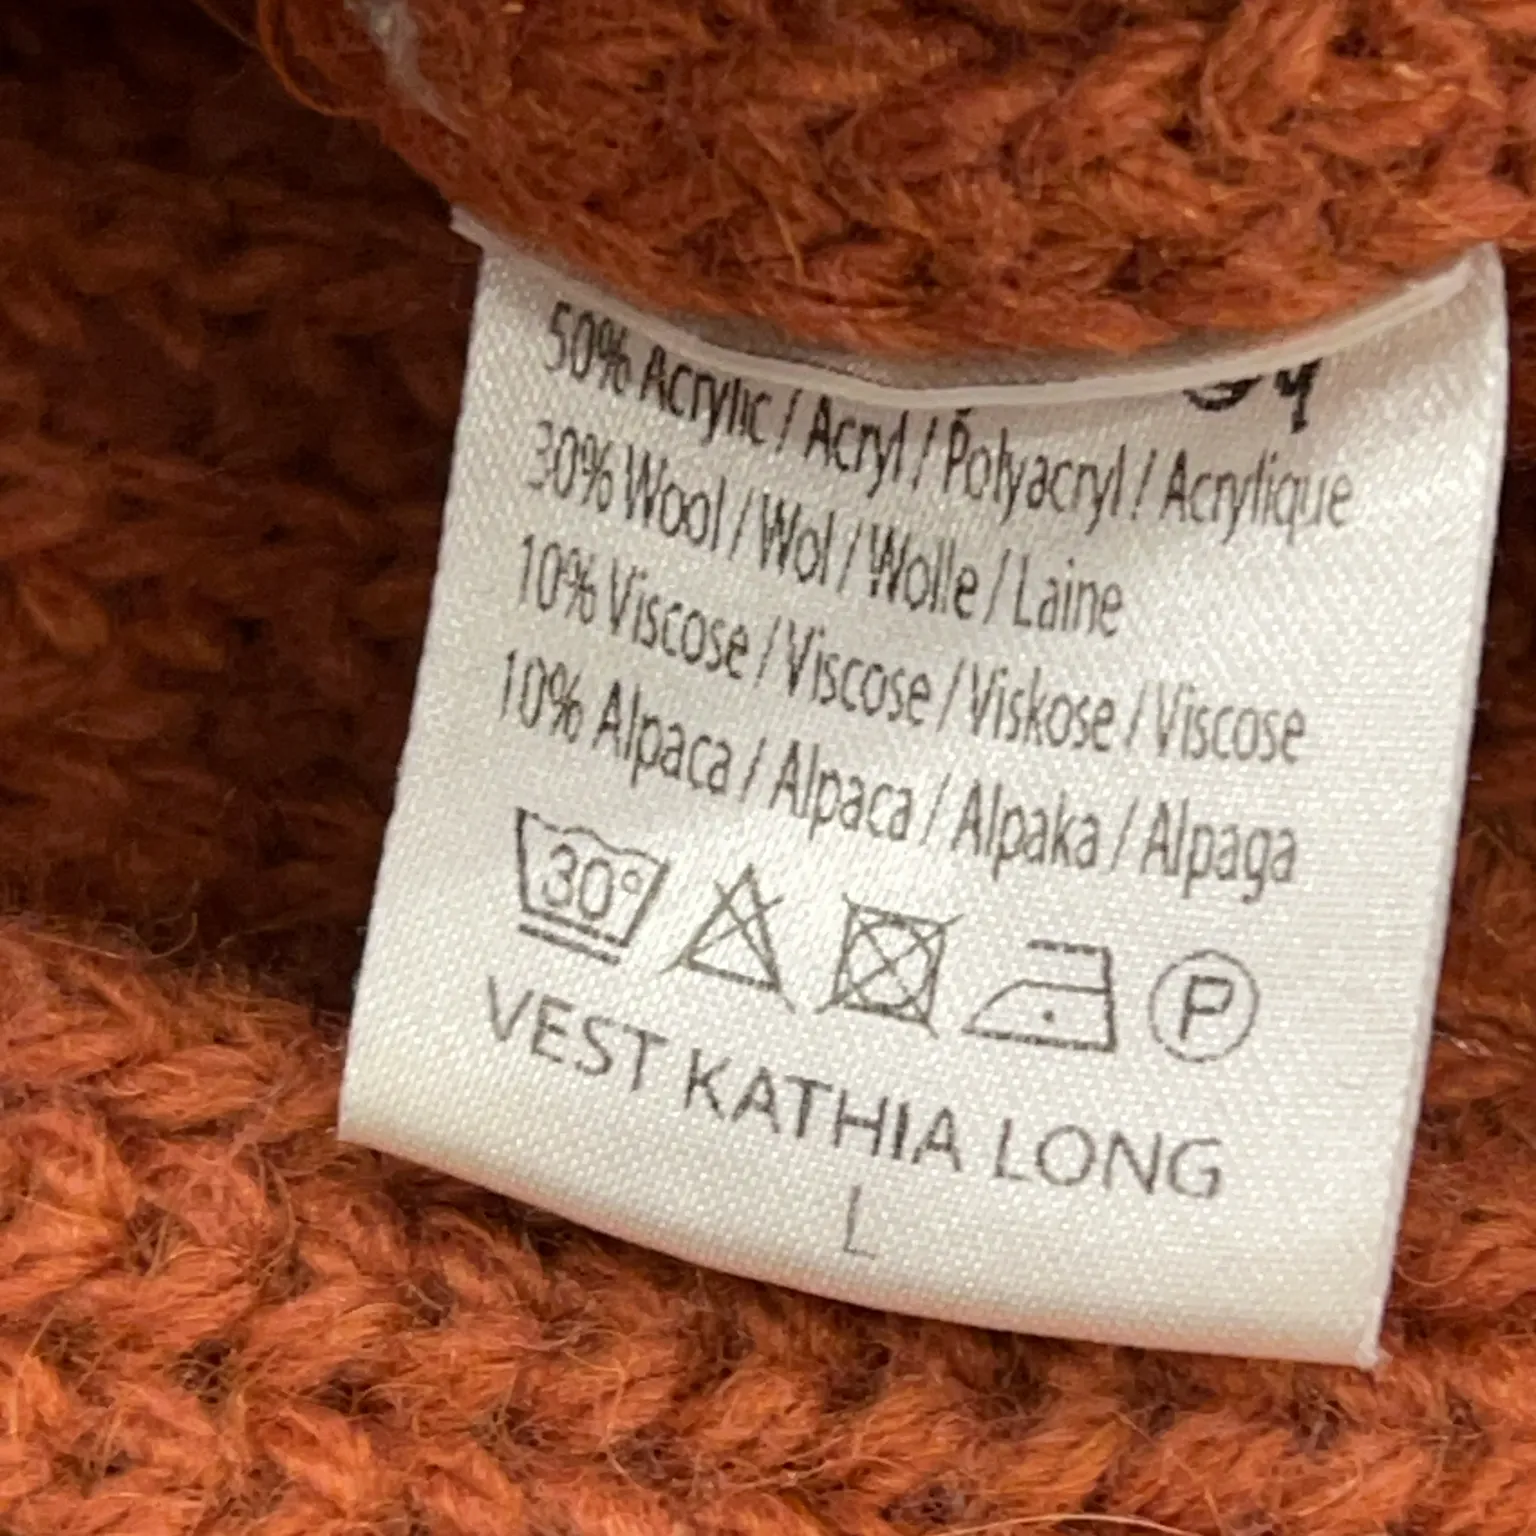 50% Acrylic / Acryl / Polyacryl / Acrylique
30% Wool / Wol / Wolle / Laine
10% Viscose / Viscose / Viskose / Viscose
10% Alpaca / Alpaca / Alpaka / Alpaga
30° P
VEST KATHIA LONG
L